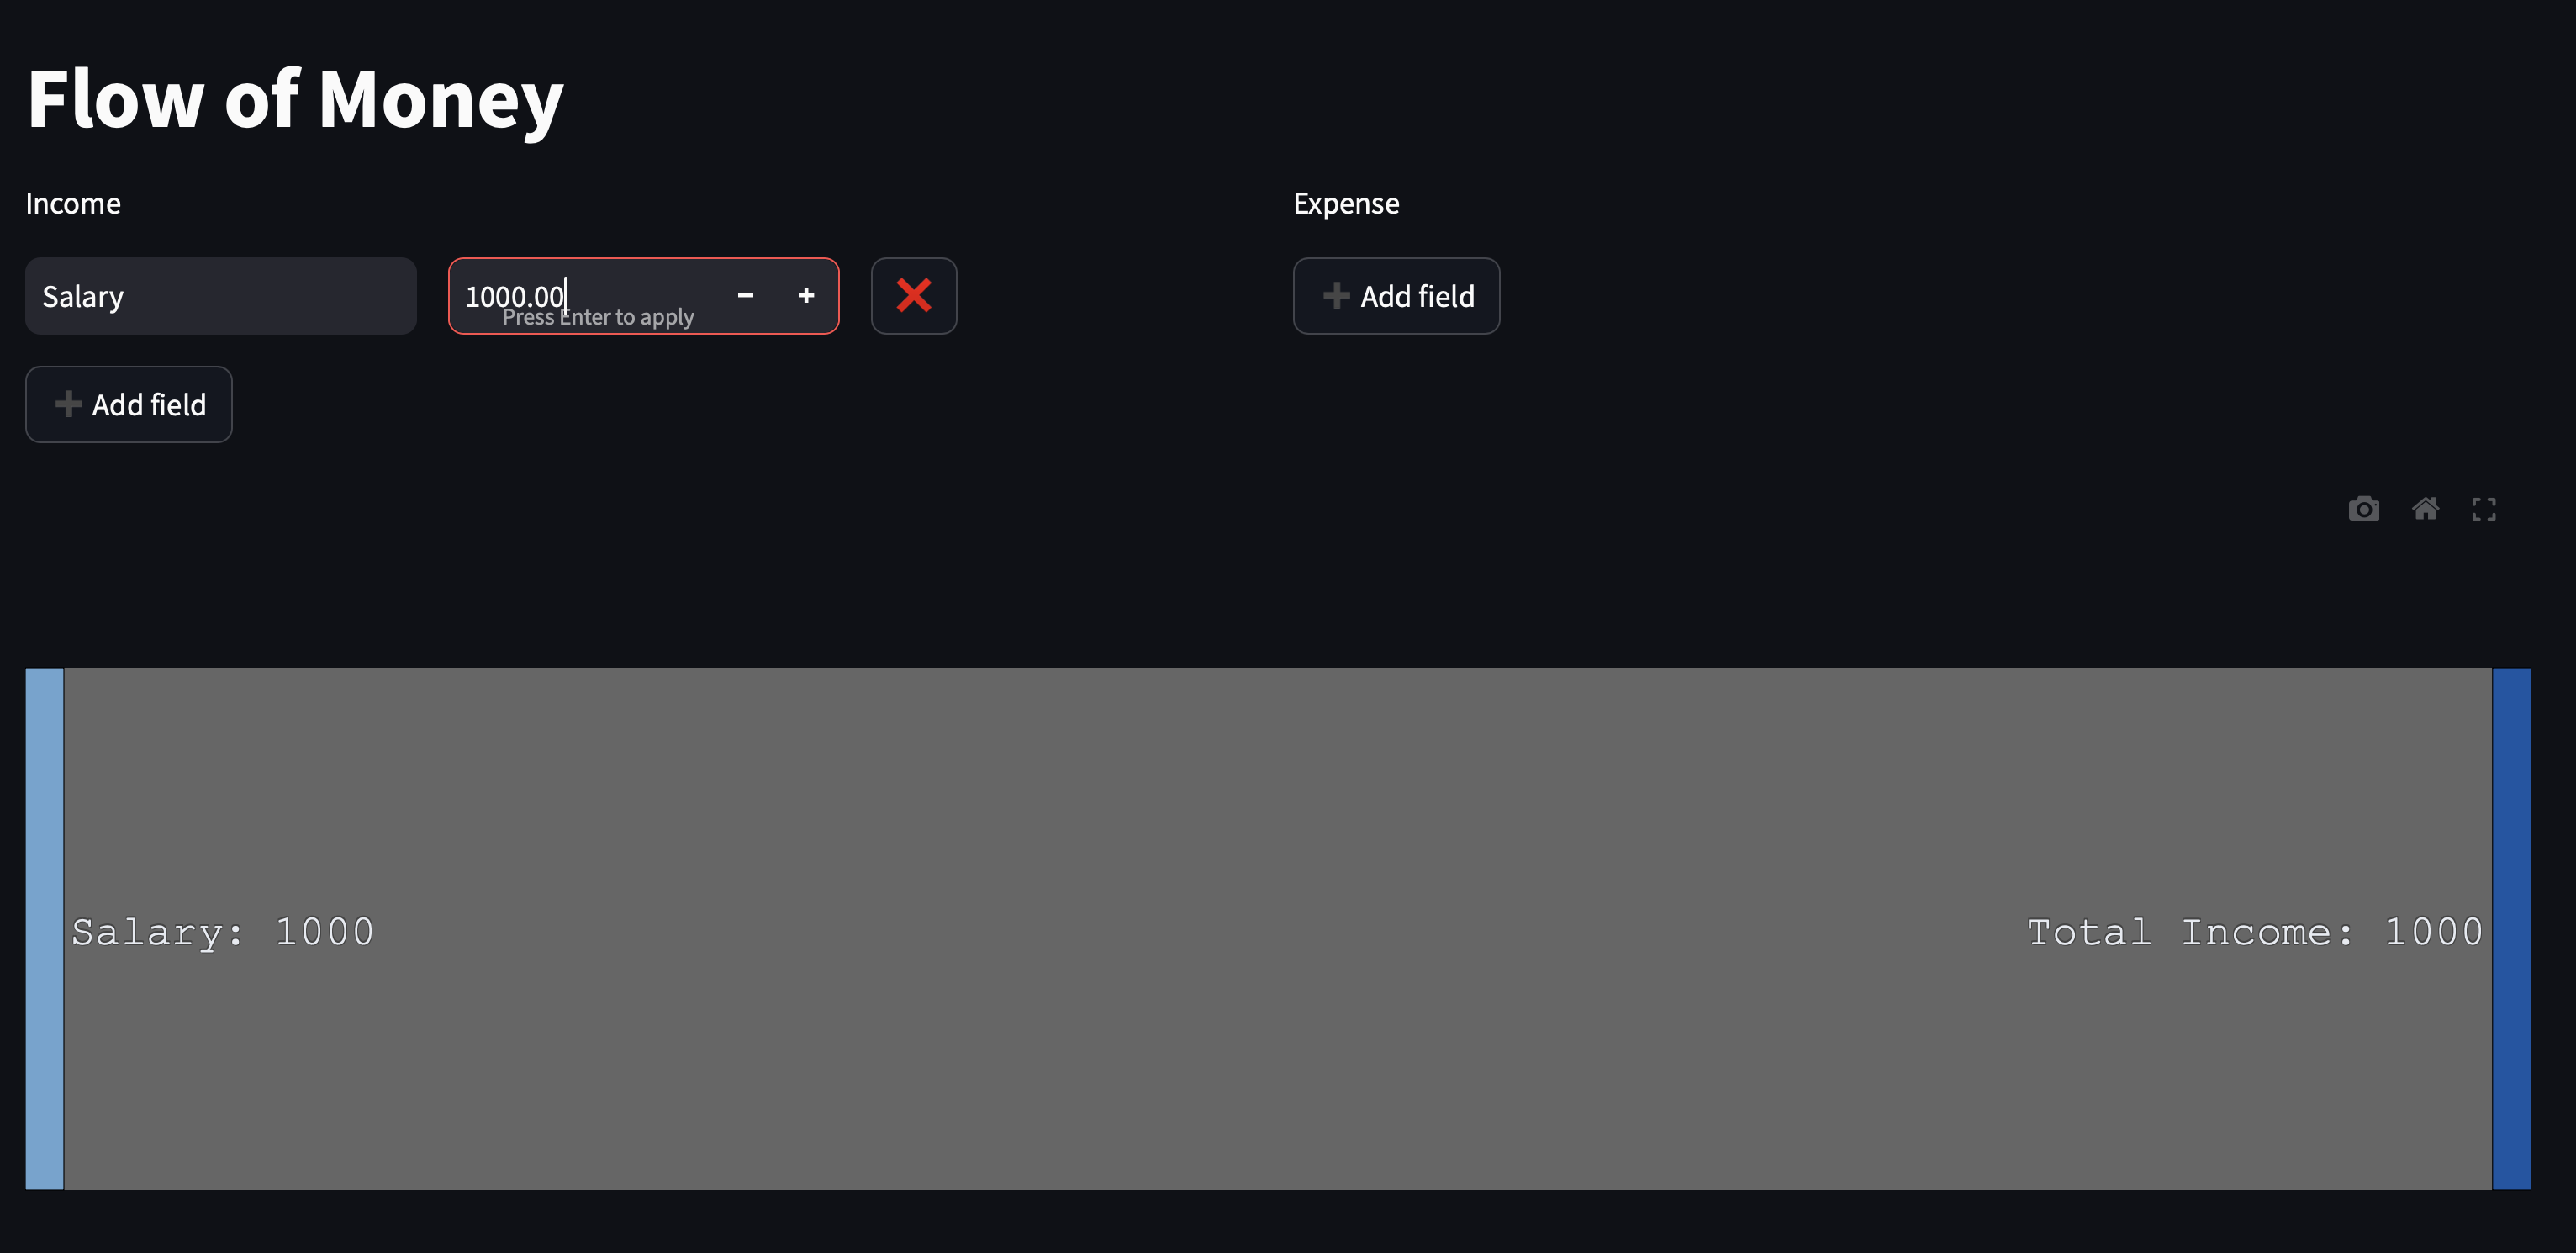 Flow of Money
Income
Expense
Salary
1000.00
Press Enter to apply
Add field
Add field
Salary: 1000
Total Income: 1000